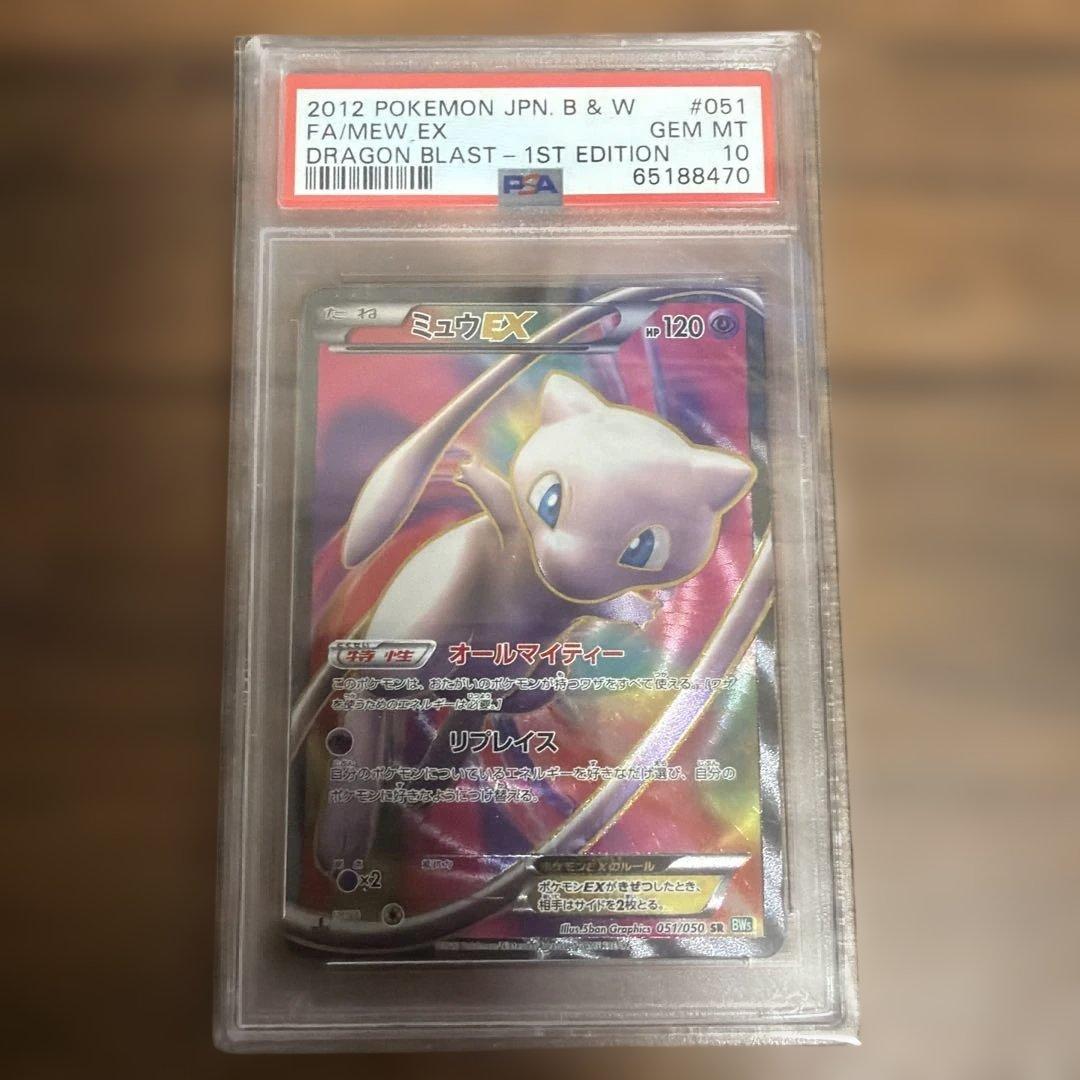 2012 POKEMON JPN. B & W #051
FA/MEW EX GEM MT
DRAGON BLAST – 1ST EDITION 10
PSA 65188470
たね ミュウEX HP 120
特性 オールマイティー
このポケモンは、おたがいのポケモンが持つワザをすべて使える。[ワザ
を使うためのエネルギーは必要。]
リプレイス
自分のポケモンについているエネルギーを好きなだけ選び、自分の
ポケモンに好きなようにつけ替える。
×2
ポケモンEXのルール
ポケモンEXがきぜつしたとき、
相手はサイドを2枚とる。
Illus. 5ban Graphics 051/050 SR BW5